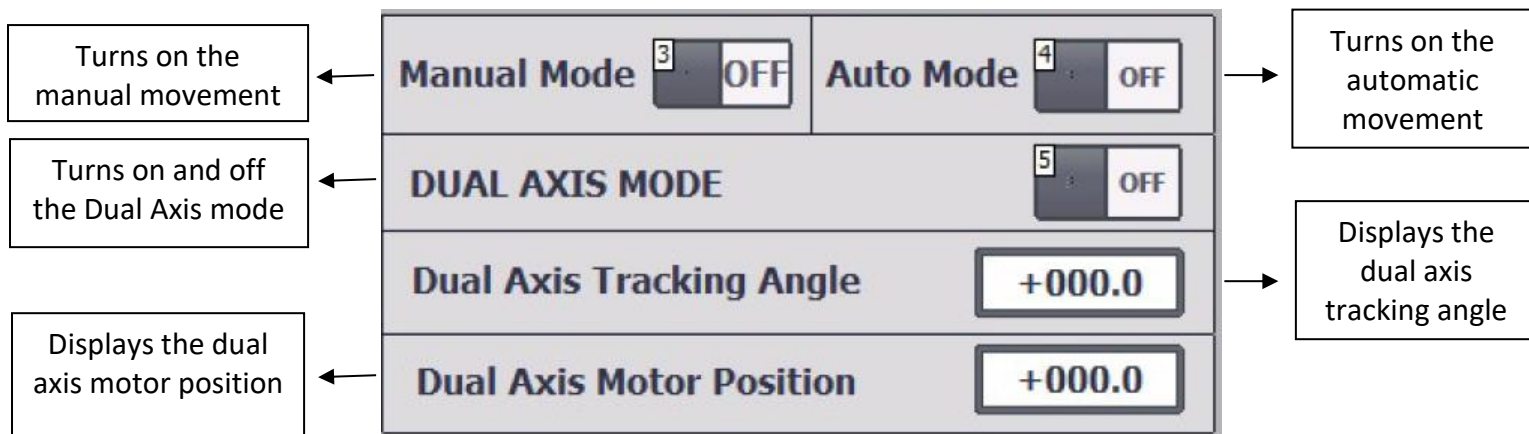 Turns on the
manual movement
Manual Mode 3 OFF
Auto Mode 4 OFF
Turns on the
automatic
movement
Turns on and off
the Dual Axis mode
DUAL AXIS MODE 5 OFF
Dual Axis Tracking Angle +000.0
Displays the
dual axis
tracking angle
Displays the dual
axis motor position
Dual Axis Motor Position +000.0